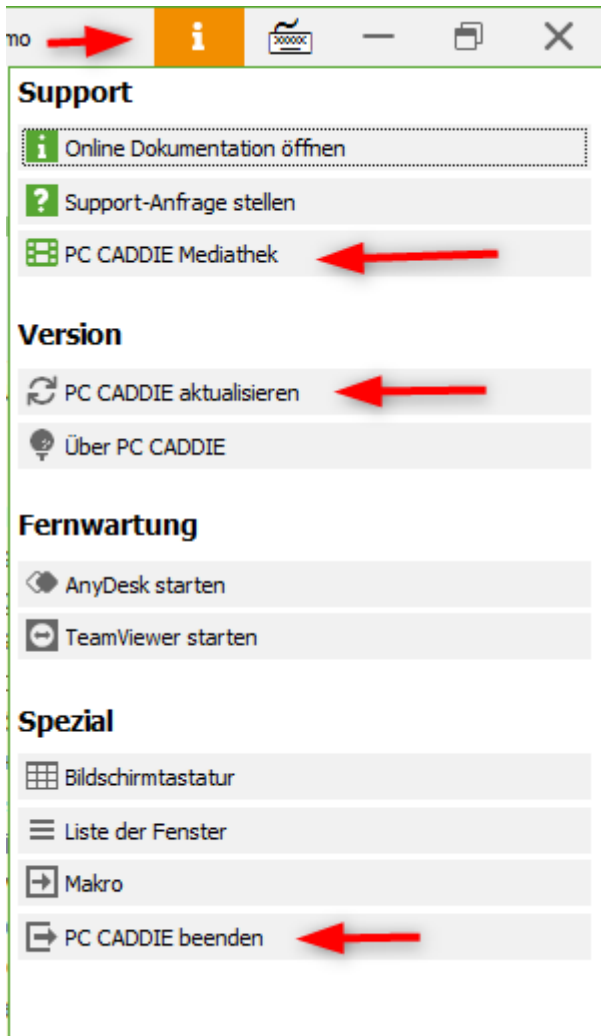 mo
Support
Online Dokumentation öffnen
Support-Anfrage stellen
PC CADDIE Mediathek
Version
PC CADDIE aktualisieren
Über PC CADDIE
Fernwartung
AnyDesk starten
TeamViewer starten
Spezial
Bildschirmtastatur
Liste der Fenster
Makro
PC CADDIE beenden